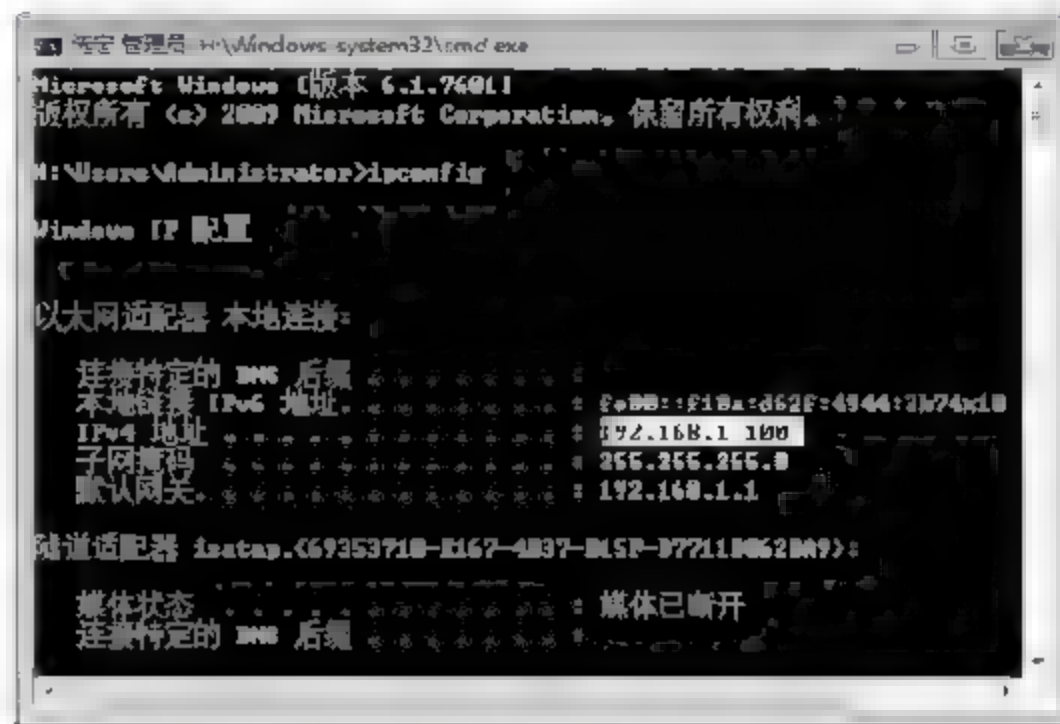 管理员 \Windows\system32\cmd.exe
Microsoft Windows [版本 6.1.7601]
版权所有 (c) 2009 Microsoft Corporation。保留所有权利。
\Users\Administrator>ipconfig
Windows IP 配置
以太网适配器 本地连接:
连接特定的 DNS 后缀 . . . . . . . :
本地链接 IPv6 地址. . . . . . . . :
IPv4 地址 . . . . . . . . . . . . : 192.168.1.100
子网掩码 . . . . . . . . . . . . : 255.255.255.0
默认网关. . . . . . . . . . . . . : 192.168.1.1
隧道适配器
媒体状态 . . . . . . . . . . . . : 媒体已断开
连接特定的 DNS 后缀 . . . . . . . :